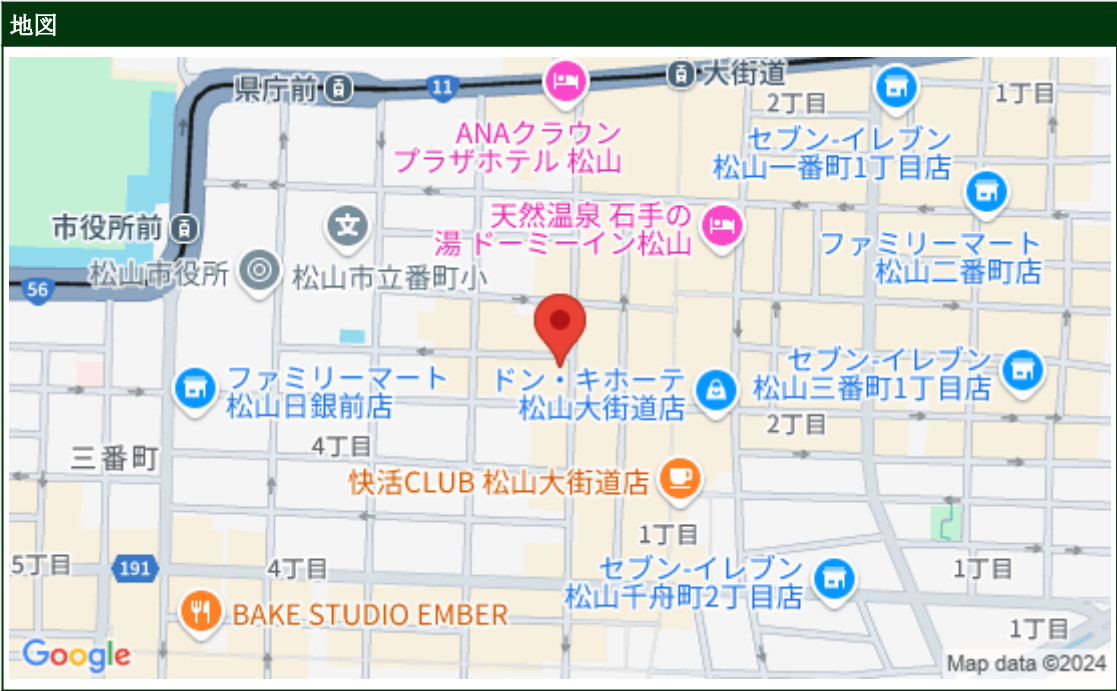 地図
県庁前
11
大街道
2丁目
1丁目
ANAクラウン
プラザホテル 松山
セブン-イレブン
松山一番町1丁目店
市役所前
文
天然温泉 石手の
湯 ドーミーイン松山
ファミリーマート
松山二番町店
松山市役所
松山市立番町小
56
ファミリーマート
松山日銀前店
ドン・キホーテ
松山大街道店
セブン-イレブン
松山三番町1丁目店
2丁目
三番町
4丁目
快活CLUB 松山大街道店
1丁目
5丁目
191
4丁目
セブン-イレブン
松山千舟町2丁目店
1丁目
BAKE STUDIO EMBER
1丁目
Google
Map data ©2024